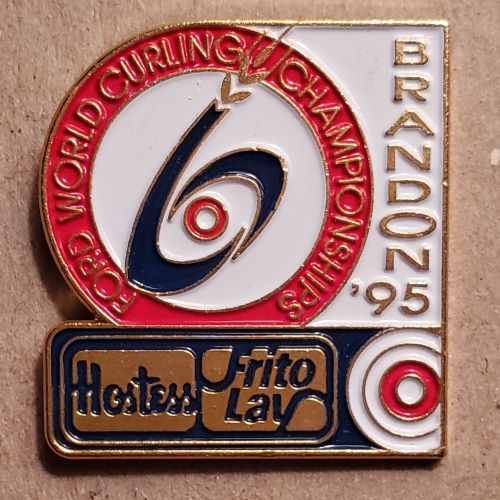 FORD WORLD CURLING CHAMPIONSHIPS
BRANDON '95
Hostess
Frito
Lay